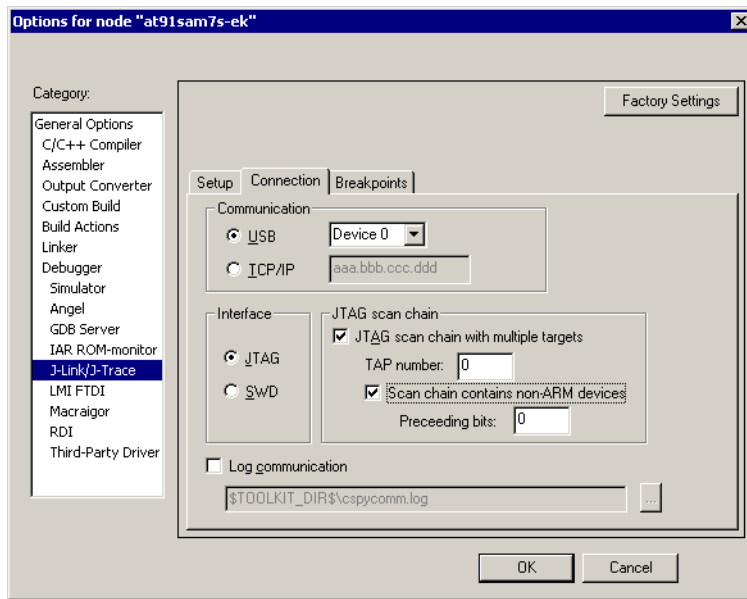 Options for node "at91sam7s-ek"
Category:
Factory Settings
General Options
C/C++ Compiler
Assembler
Output Converter
Custom Build
Build Actions
Linker
Debugger
Simulator
Angel
GDB Server
IAR ROM-monitor
J-Link/J-Trace
LMI FTDI
Macraigor
RDI
Third-Party Driver
Setup Connection Breakpoints
Communication
USB Device 0
TCP/IP aaa.bbb.ccc.ddd
Interface
JTAG
SWD
JTAG scan chain
JTAG scan chain with multiple targets
TAP number: 0
Scan chain contains non-ARM devices
Preceeding bits: 0
Log communication
$TOOLKIT_DIR$\cspycomm.log ...
OK Cancel